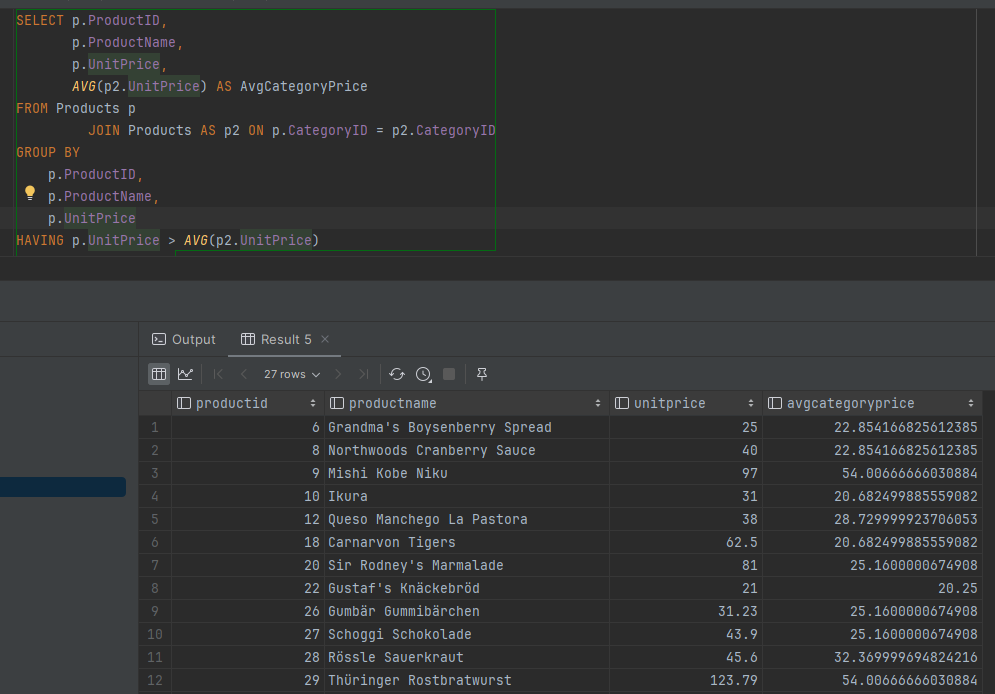 SELECT p.ProductID,
p.ProductName,
p.UnitPrice,
AVG(p2.UnitPrice) AS AvgCategoryPrice
FROM Products p
JOIN Products AS p2 ON p.CategoryID = p2.CategoryID
GROUP BY
p.ProductID,
p.ProductName,
p.UnitPrice
HAVING p.UnitPrice > AVG(p2.UnitPrice)
Output Result 5
27 rows
productid productname unitprice avgcategoryprice
1 6 Grandma's Boysenberry Spread 25 22.854166825612385
2 8 Northwoods Cranberry Sauce 40 22.854166825612385
3 9 Mishi Kobe Niku 97 54.00666666030884
4 10 Ikura 31 20.682499885559082
5 12 Queso Manchego La Pastora 38 28.729999923706053
6 18 Carnarvon Tigers 62.5 20.682499885559082
7 20 Sir Rodney's Marmalade 81 25.1600000674908
8 22 Gustaf's Knäckebröd 21 20.25
9 26 Gumbär Gummibärchen 31.23 25.1600000674908
10 27 Schoggi Schokolade 43.9 25.1600000674908
11 28 Rössle Sauerkraut 45.6 32.369999694824216
12 29 Thüringer Rostbratwurst 123.79 54.00666666030884